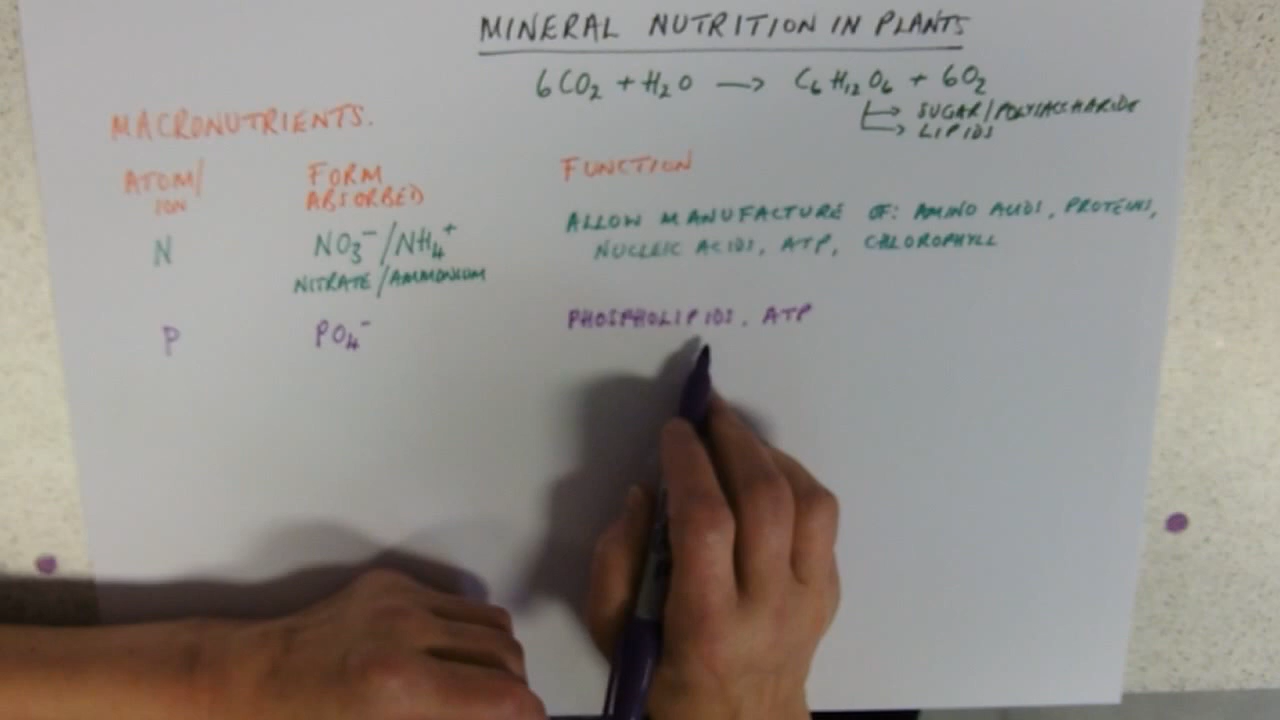 MINERAL NUTRITION IN PLANTS
6CO₂ + H₂O → C₆H₁₂O₆ + 6O₂
SUGAR/POLYSACCHARIDE
LIPIDS
MACRONUTRIENTS.
ATOM/ION
FORM ABSORBED
FUNCTION
N
NO₃⁻/NH₄⁺
NITRATE/AMMONIUM
ALLOW MANUFACTURE OF: AMINO ACIDS, PROTEINS,
NUCLEIC ACIDS, ATP, CHLOROPHYLL
P
PO₄⁻
PHOSPHOLIPIDS. ATP